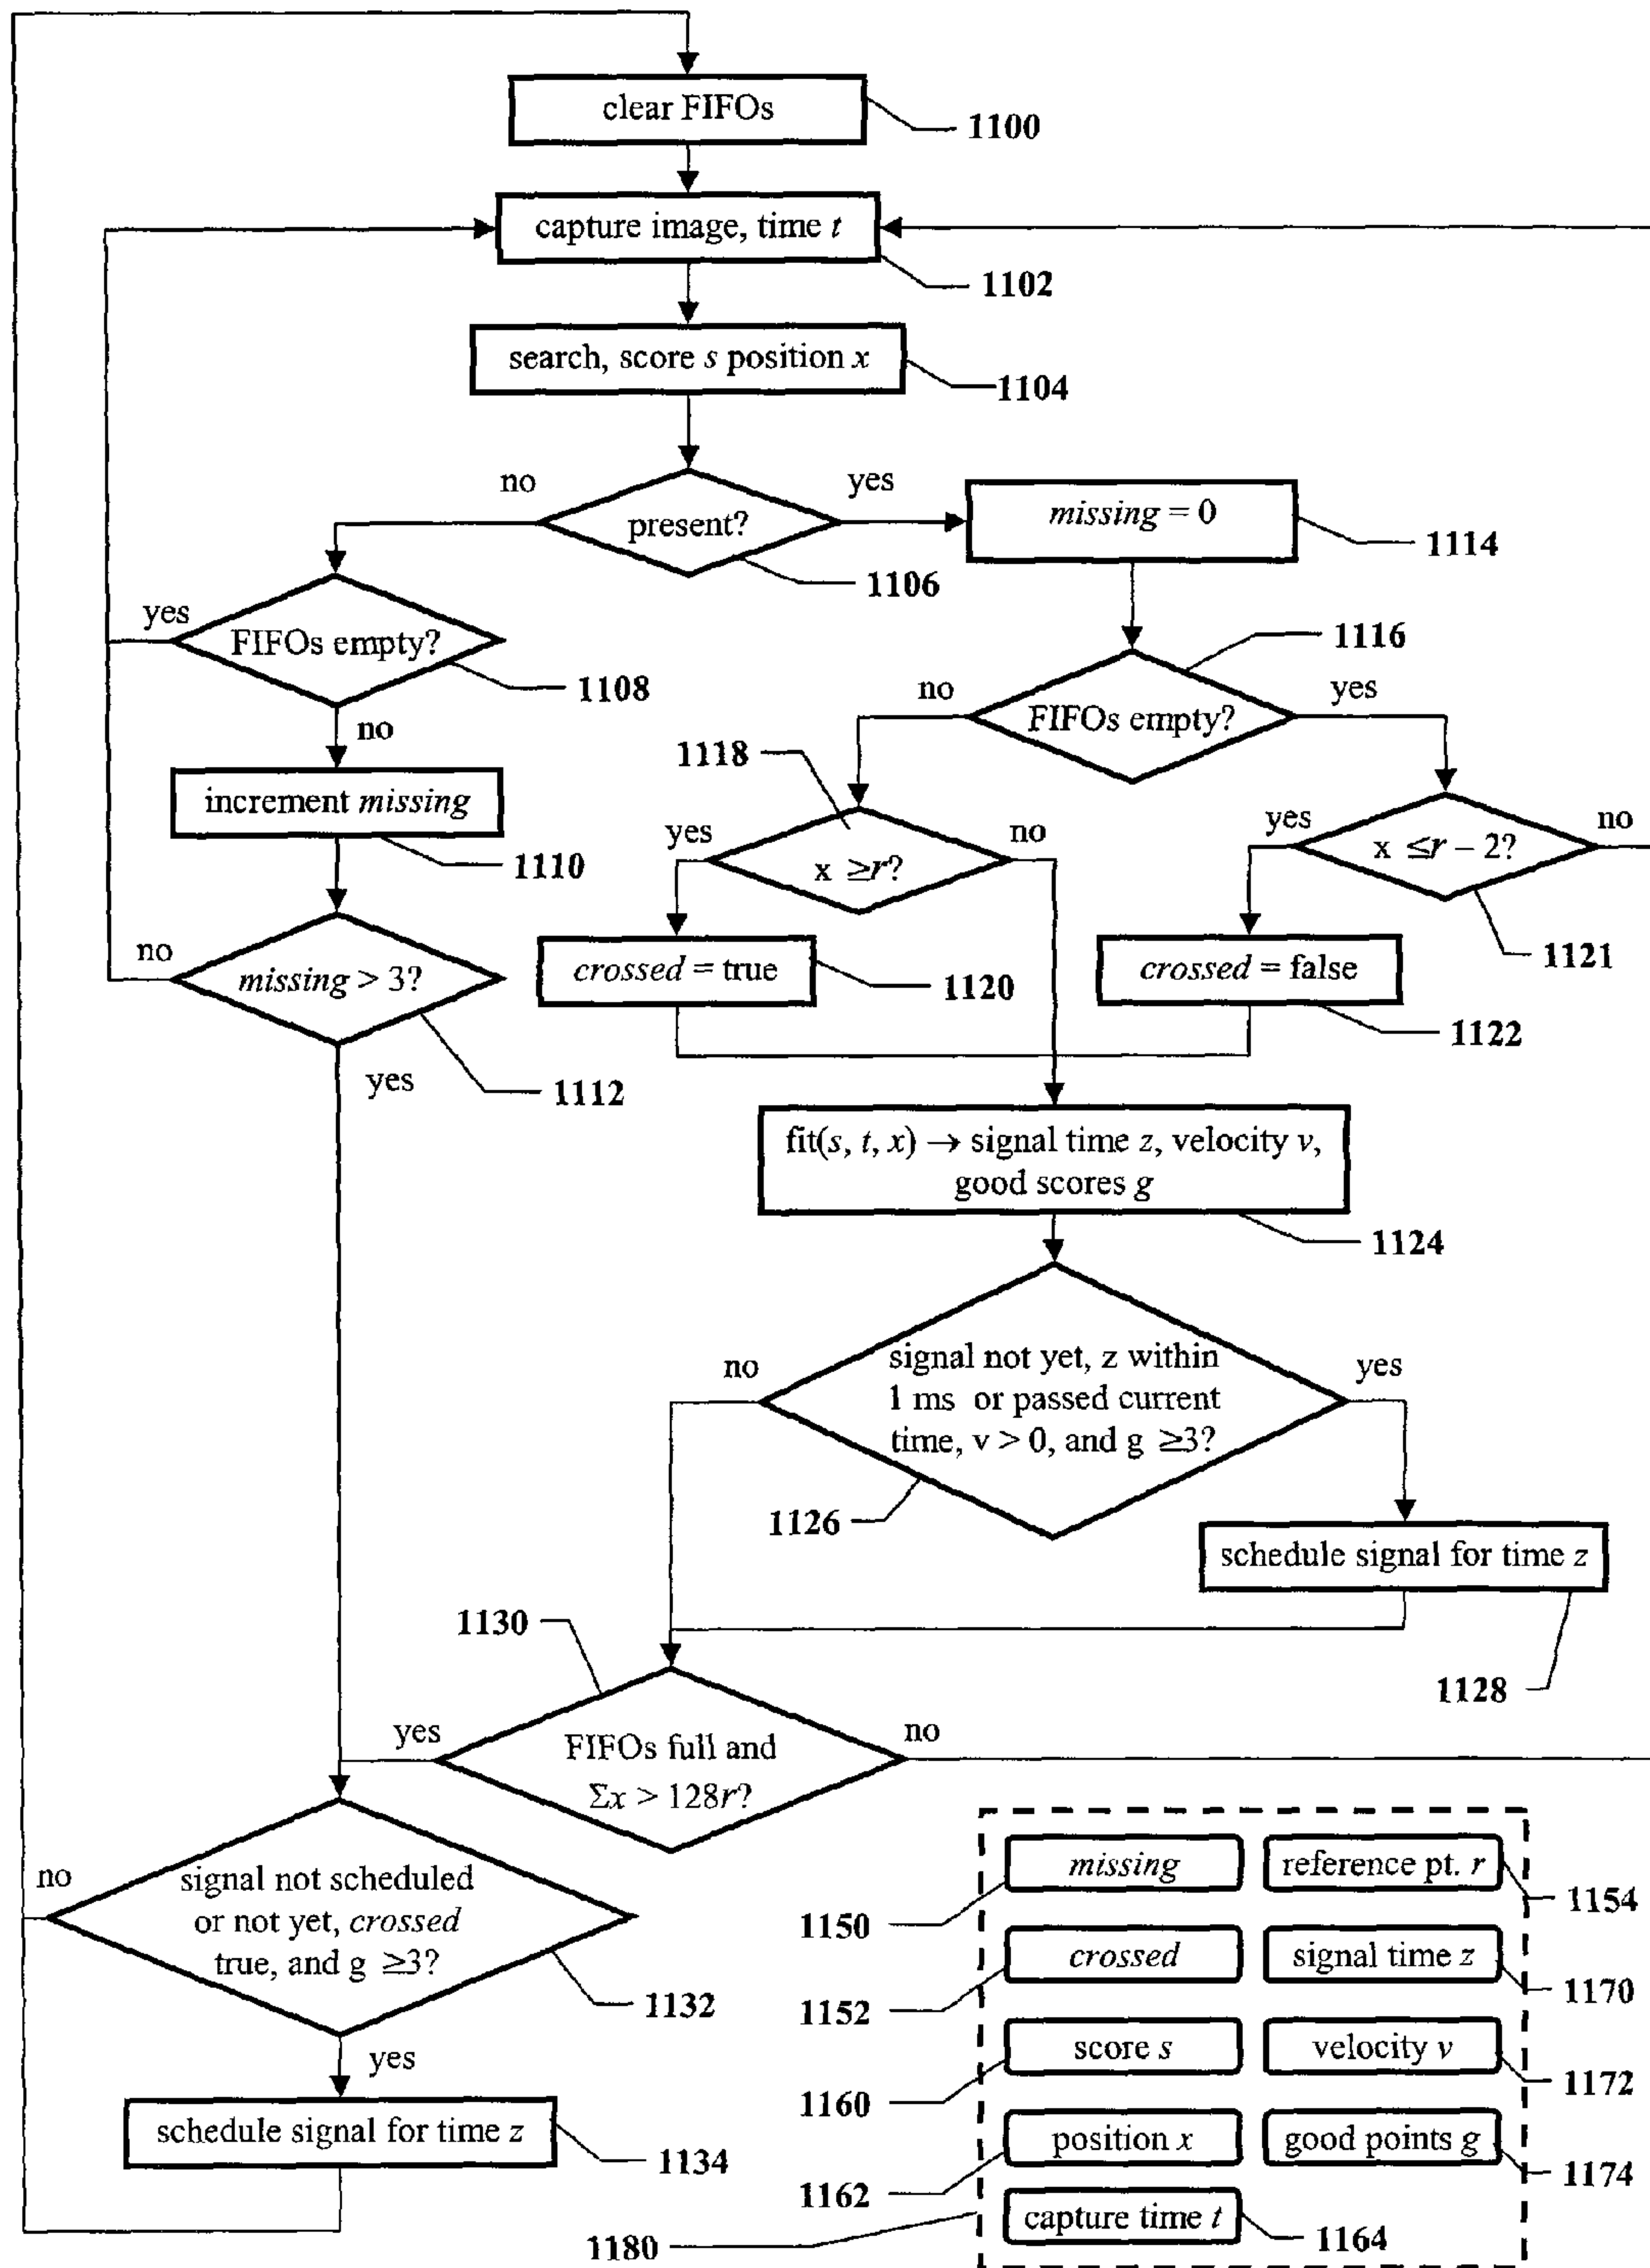 clear FIFOs
1100
capture image, time t
1102
search, score s position x
1104
no
yes
present?
1106
missing = 0
1114
yes
FIFOs empty?
1108
no
increment missing
1110
no
missing > 3?
yes
1112
1116
no
FIFOs empty?
yes
1118
yes
x ≥r?
no
yes
x ≤r – 2?
no
1121
crossed = true
1120
crossed = false
1122
fit(s, t, x) → signal time z, velocity v,
good scores g
1124
no
signal not yet, z within
1 ms or passed current
time, v > 0, and g ≥3?
yes
1126
schedule signal for time z
1128
1130
yes
FIFOs full and
Σx > 128r?
no
no
signal not scheduled
or not yet, crossed
true, and g ≥3?
1132
yes
schedule signal for time z
1134
missing
reference pt. r
1150
1154
crossed
signal time z
1152
1170
score s
velocity v
1160
1172
position x
good points g
1162
1174
capture time t
1164
1180